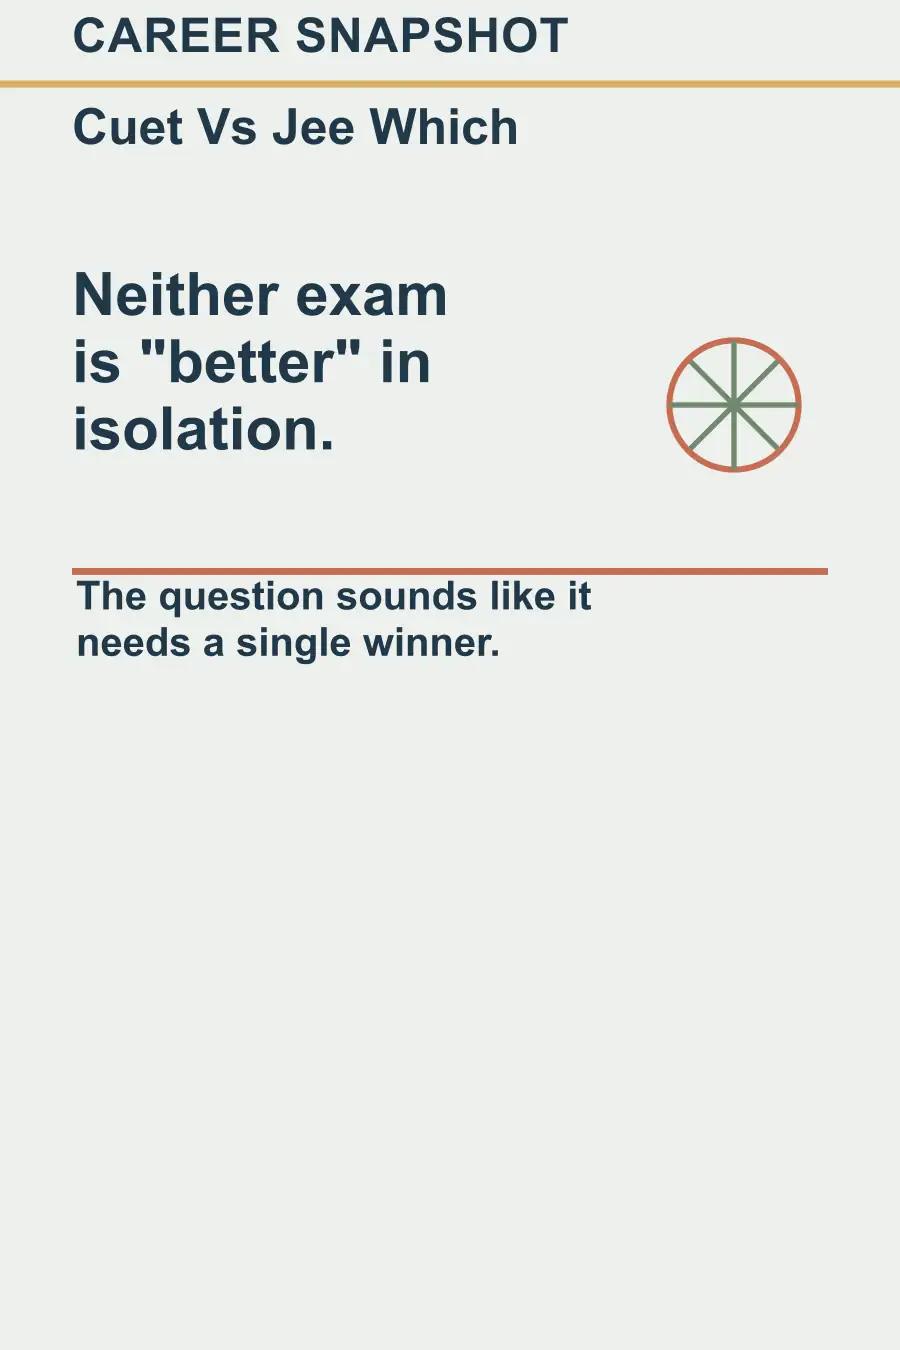 CAREER SNAPSHOT
Cuet Vs Jee Which
Neither exam
is "better" in
isolation.
The question sounds like it
needs a single winner.